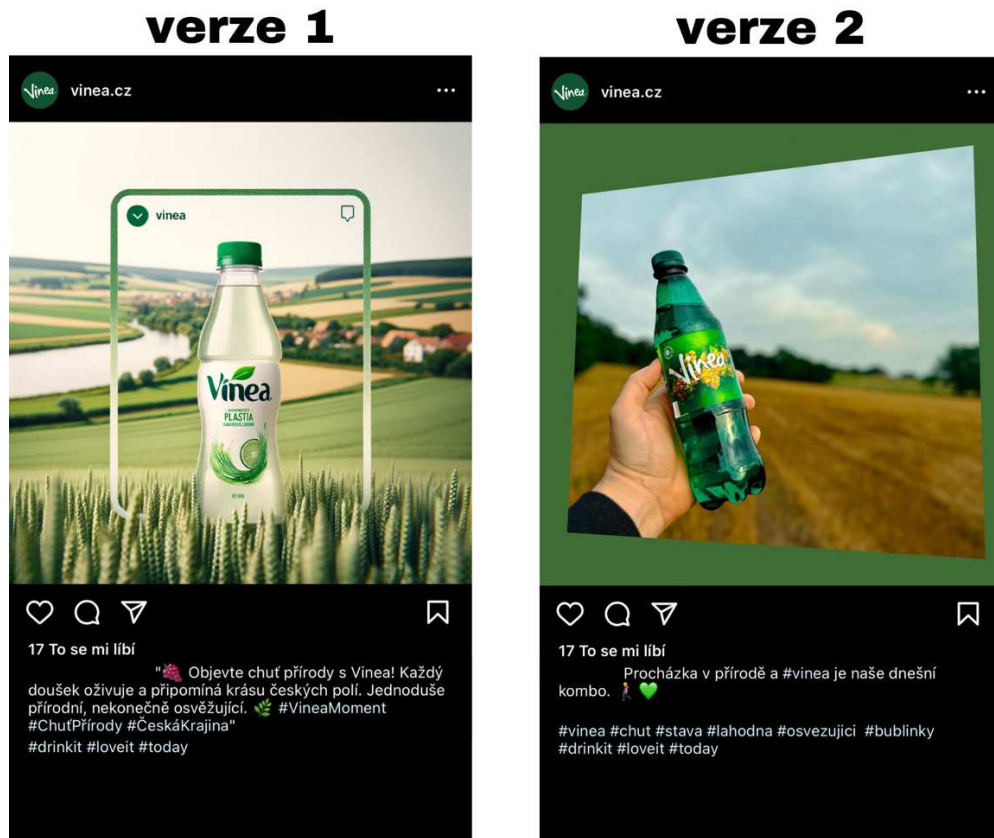 verze 1
Vinea
vinea.cz
vinea
Vinea
PLASTIA
17 To se mi líbí
"🍇 Objevte chuť přírody s Vinea! Každý
doušek oživuje a připomíná krásu českých polí. Jednoduše
přírodní, nekonečně osvěžující. 🌿 #VineaMoment
#ChuťPřírody #ČeskáKrajina"
#drinkit #loveit #today
verze 2
Vinea
vinea.cz
Vinea
17 To se mi líbí
Procházka v přírodě a #vinea je naše dnešní
kombo. 🚶 💚
#vinea #chut #stava #lahodna #osvezujici #bublinky
#drinkit #loveit #today